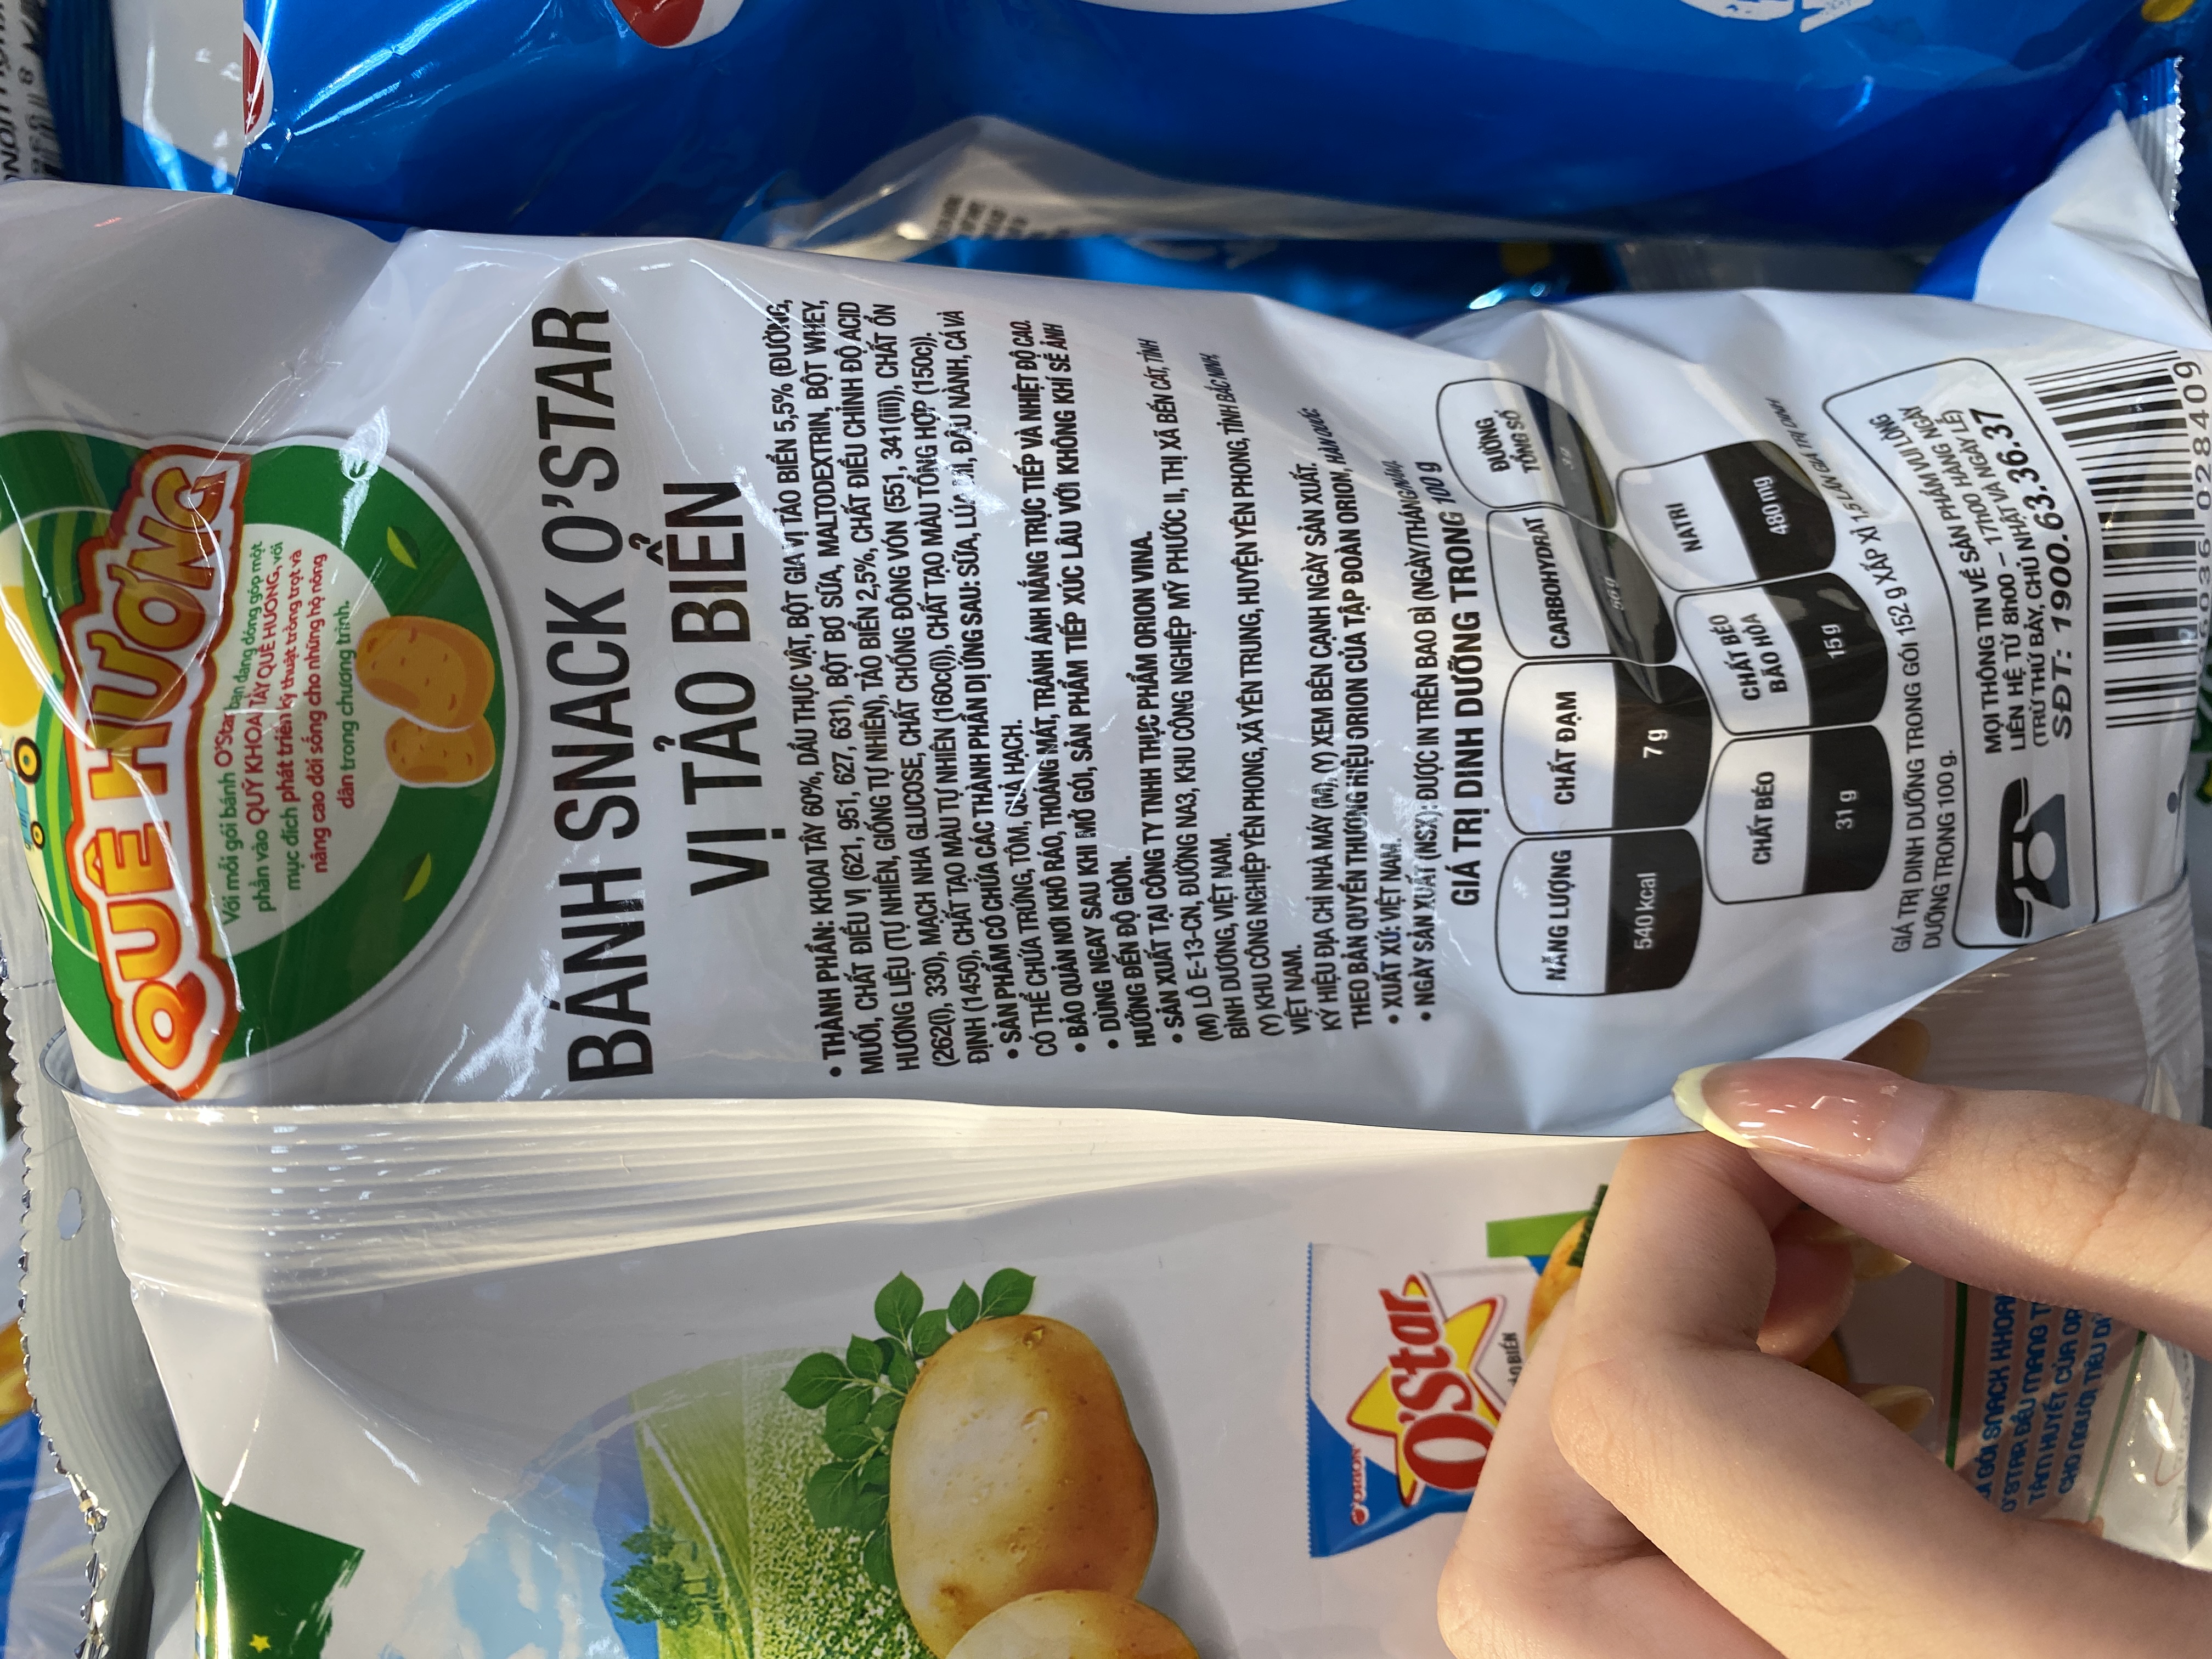 QUÊ HƯƠNG
Với mỗi gói bánh O'Star bạn đang đóng góp một
phần vào QUỸ KHOAI TÂY QUÊ HƯƠNG, với
mục đích phát triển kỹ thuật trồng trọt và
nâng cao đời sống cho những hộ nông
dân trong chương trình.
BÁNH SNACK O'STAR
VỊ TẢO BIỂN
• THÀNH PHẦN: KHOAI TÂY 60%, DẦU THỰC VẬT, BỘT GIA VỊ TẢO BIỂN 5,5% (ĐƯỜNG,
MUỐI, CHẤT ĐIỀU VỊ (621, 951, 627, 631), BỘT BƠ SỮA, MALTODEXTRIN, BỘT WHEY,
HƯƠNG LIỆU (TỰ NHIÊN, GIỐNG TỰ NHIÊN), TẢO BIỂN 2,5%, CHẤT ĐIỀU CHỈNH ĐỘ ACID
(262(i), 330), MẠCH NHA GLUCOSE, CHẤT CHỐNG ĐÔNG VÓN (551, 341(iii)), CHẤT ỔN
ĐỊNH (1450), CHẤT TẠO MÀU TỰ NHIÊN (160c(i)), CHẤT TẠO MÀU TỔNG HỢP (150c)).
• SẢN PHẨM CÓ CHỨA CÁC THÀNH PHẦN DỊ ỨNG SAU: SỮA, LÚA MÌ, ĐẬU NÀNH, CÁ VÀ
CÓ THỂ CHỨA TRỨNG, TÔM, QUẢ HẠCH.
• BẢO QUẢN NƠI KHÔ RÁO, THOÁNG MÁT, TRÁNH ÁNH NẮNG TRỰC TIẾP VÀ NHIỆT ĐỘ CAO.
• DÙNG NGAY SAU KHI MỞ GÓI, SẢN PHẨM TIẾP XÚC LÂU VỚI KHÔNG KHÍ SẼ ẢNH
HƯỞNG ĐẾN ĐỘ GIÒN.
• SẢN XUẤT TẠI CÔNG TY TNHH THỰC PHẨM ORION VINA.
(M) LÔ E-13-CN, ĐƯỜNG NA3, KHU CÔNG NGHIỆP MỸ PHƯỚC II, THỊ XÃ BẾN CÁT, TỈNH
BÌNH DƯƠNG, VIỆT NAM.
(Y) KHU CÔNG NGHIỆP YÊN PHONG, XÃ YÊN TRUNG, HUYỆN YÊN PHONG, TỈNH BẮC NINH,
VIỆT NAM.
KÝ HIỆU ĐỊA CHỈ NHÀ MÁY (M), (Y) XEM BÊN CẠNH NGÀY SẢN XUẤT.
THEO BẢN QUYỀN THƯƠNG HIỆU ORION CỦA TẬP ĐOÀN ORION, HÀN QUỐC
• XUẤT XỨ: VIỆT NAM.
• NGÀY SẢN XUẤT (NSX): ĐƯỢC IN TRÊN BAO BÌ (NGÀY/THÁNG/NĂM).
GIÁ TRỊ DINH DƯỠNG TRONG 100 g
NĂNG LƯỢNG
540 kcal
CHẤT ĐẠM
7 g
CARBOHYDRAT
56 g
ĐƯỜNG
TỔNG SỐ
3 g
CHẤT BÉO
31 g
CHẤT BÉO
BÃO HÒA
15 g
NATRI
480 mg
GIÁ TRỊ DINH DƯỠNG TRONG GÓI 152 g XẤP XỈ 1,5 LẦN GIÁ TRỊ DINH
DƯỠNG TRONG 100 g.
MỌI THÔNG TIN VỀ SẢN PHẨM VUI LÒNG
LIÊN HỆ TỪ 8h00 – 17h00 HÀNG NGÀY
(TRỪ THỨ BẢY, CHỦ NHẬT VÀ NGÀY LỄ)
SĐT: 1900.63.36.37
028409
ORION
O'Star
BIỂN
GÓI SNACK
O'STAR ĐỀU MANG
TÂM HUYẾT CỦA
CHO NGƯỜI TIÊU